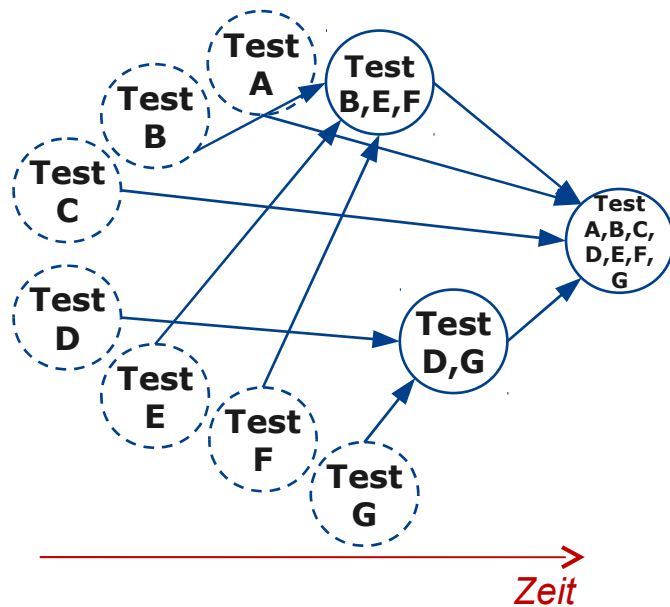 Test
A
Test
B,E,F
Test
B
Test
C
Test
A,B,C,
D,E,F,
G
Test
D
Test
D,G
Test
E
Test
F
Test
G
Zeit